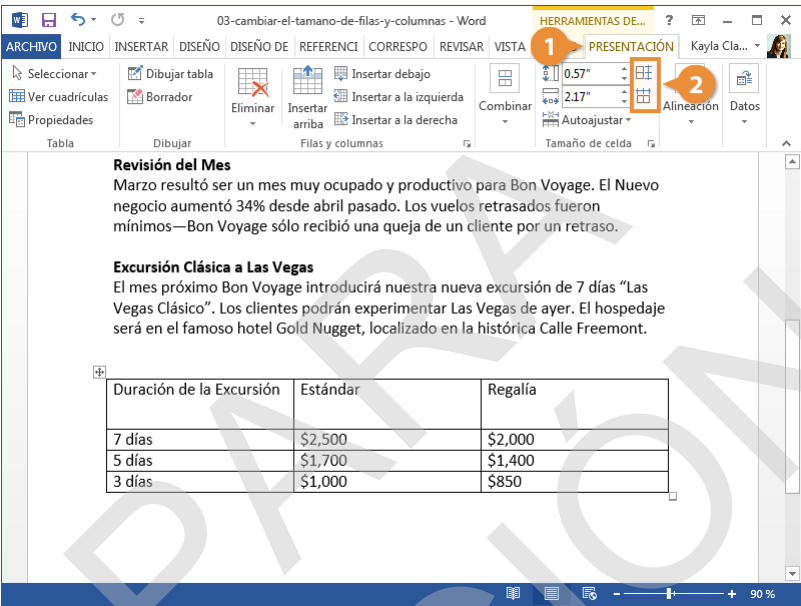 03-cambiar-el-tamano-de-filas-y-columnas - Word
HERRAMIENTAS DE...
?
ARCHIVO INICIO INSERTAR DISEÑO DISEÑO DE REFERENCI CORRESPO REVISAR VISTA
1
PRESENTACIÓN
Kayla Cla...
Seleccionar
Ver cuadrículas
Propiedades
Tabla
Dibujar tabla
Borrador
Dibujar
Eliminar
Insertar
arriba
Insertar debajo
Insertar a la izquierda
Insertar a la derecha
Filas y columnas
Combinar
0.57"
2.17"
Autoajustar
Tamaño de celda
2
Alineación
Datos
Revisión del Mes
Marzo resultó ser un mes muy ocupado y productivo para Bon Voyage. El Nuevo
negocio aumentó 34% desde abril pasado. Los vuelos retrasados fueron
mínimos—Bon Voyage sólo recibió una queja de un cliente por un retraso.
Excursión Clásica a Las Vegas
El mes próximo Bon Voyage introducirá nuestra nueva excursión de 7 días “Las
Vegas Clásico”. Los clientes podrán experimentar Las Vegas de ayer. El hospedaje
será en el famoso hotel Gold Nugget, localizado en la histórica Calle Freemont.
Duración de la Excursión Estándar Regalía
7 días $2,500 $2,000
5 días $1,700 $1,400
3 días $1,000 $850
PARA
90 %